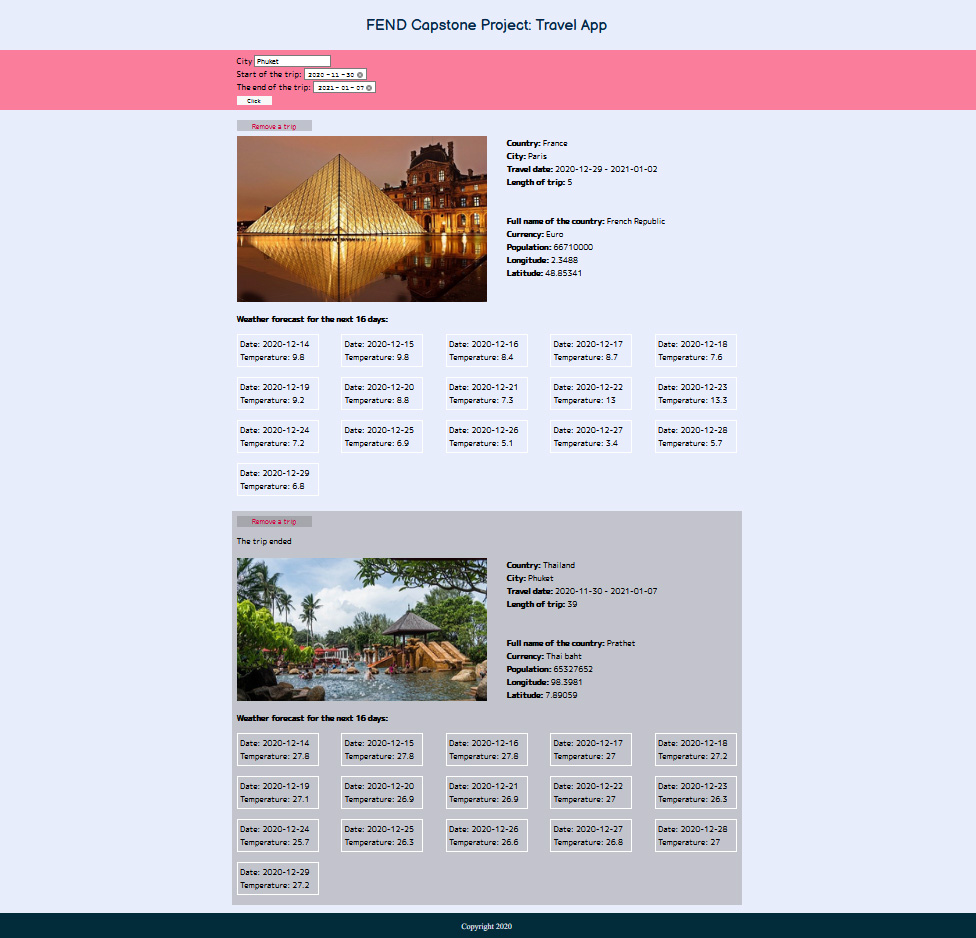 FEND Capstone Project: Travel App
City Phuket
Start of the trip: 2020-11-30
The end of the trip: 2021-01-07
Click
Remove a trip
Country: France
City: Paris
Travel date: 2020-12-29 - 2021-01-02
Length of trip: 5
Full name of the country: French Republic
Currency: Euro
Population: 66710000
Longitude: 2.3488
Latitude: 48.85341
Weather forecast for the next 16 days:
Date: 2020-12-14
Temperature: 9.8
Date: 2020-12-15
Temperature: 9.8
Date: 2020-12-16
Temperature: 8.4
Date: 2020-12-17
Temperature: 8.7
Date: 2020-12-18
Temperature: 7.6
Date: 2020-12-19
Temperature: 9.2
Date: 2020-12-20
Temperature: 8.8
Date: 2020-12-21
Temperature: 7.3
Date: 2020-12-22
Temperature: 13
Date: 2020-12-23
Temperature: 13.3
Date: 2020-12-24
Temperature: 7.2
Date: 2020-12-25
Temperature: 6.9
Date: 2020-12-26
Temperature: 5.1
Date: 2020-12-27
Temperature: 3.4
Date: 2020-12-28
Temperature: 5.7
Date: 2020-12-29
Temperature: 6.8
Remove a trip
The trip ended
Country: Thailand
City: Phuket
Travel date: 2020-11-30 - 2021-01-07
Length of trip: 39
Full name of the country: Prathet
Currency: Thai baht
Population: 65327652
Longitude: 98.3981
Latitude: 7.89059
Weather forecast for the next 16 days:
Date: 2020-12-14
Temperature: 27.8
Date: 2020-12-15
Temperature: 27.8
Date: 2020-12-16
Temperature: 27.8
Date: 2020-12-17
Temperature: 27
Date: 2020-12-18
Temperature: 27.2
Date: 2020-12-19
Temperature: 27.1
Date: 2020-12-20
Temperature: 26.9
Date: 2020-12-21
Temperature: 26.9
Date: 2020-12-22
Temperature: 27
Date: 2020-12-23
Temperature: 26.3
Date: 2020-12-24
Temperature: 25.7
Date: 2020-12-25
Temperature: 26.3
Date: 2020-12-26
Temperature: 26.6
Date: 2020-12-27
Temperature: 26.8
Date: 2020-12-28
Temperature: 27
Date: 2020-12-29
Temperature: 27.2
Copyright 2020